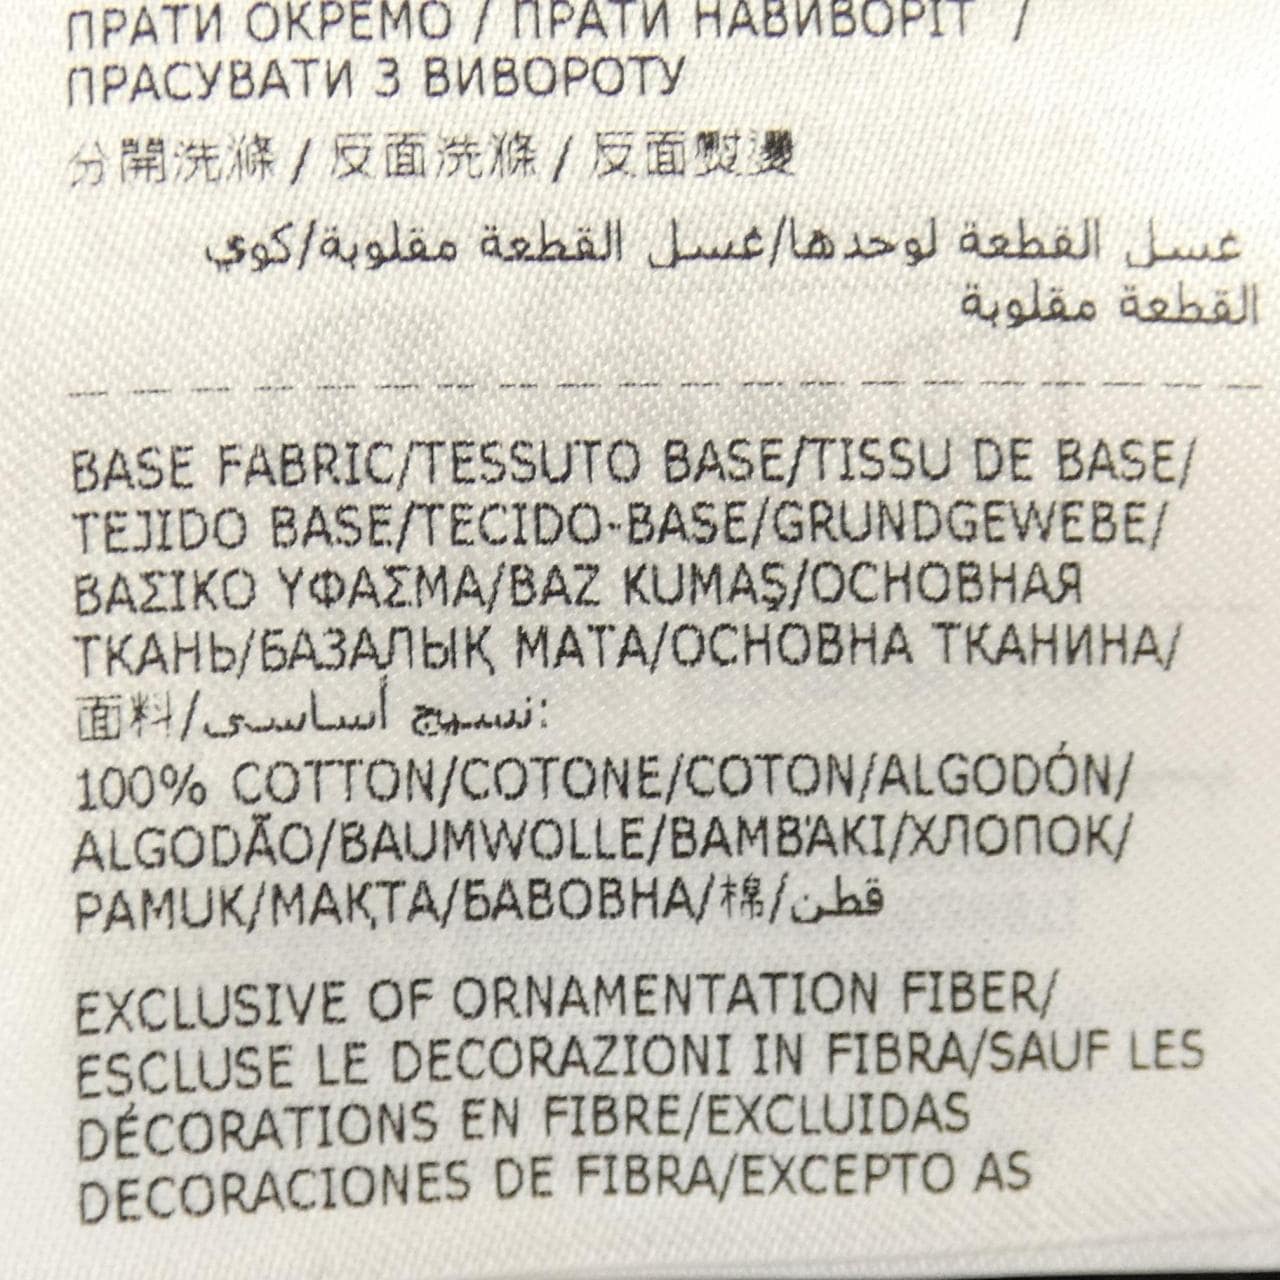 ПРАТИ ОКРЕМО / ПРАТИ НАВИВОРІТ /
ПРАСУВАТИ З ВИВОРОТУ
分開洗滌 / 反面洗滌 / 反面熨燙
غسل القطعة لوحدها/غسل القطعة مقلوبة/كوي
القطعة مقلوبة
BASE FABRIC/TESSUTO BASE/TISSU DE BASE/
TEJIDO BASE/TECIDO-BASE/GRUNDGEWEBE/
ΒΑΣΙΚΟ ΥΦΑΣΜΑ/BAZ KUMAŞ/ОСНОВНАЯ
ТКАНЬ/БАЗАЛЫҚ МАТА/ОСНОВНА ТКАНИНА/
面料/نسيج أساسى:
100% COTTON/COTONE/COTON/ALGODÓN/
ALGODÃO/BAUMWOLLE/ΒΑΜΒ'ΑΚΙ/ХЛОПОК/
PAMUK/МАҚТА/БАВОВНА/棉/قطن
EXCLUSIVE OF ORNAMENTATION FIBER/
ESCLUSE LE DECORAZIONI IN FIBRA/SAUF LES
DÉCORATIONS EN FIBRE/EXCLUIDAS
DECORACIONES DE FIBRA/EXCEPTO AS